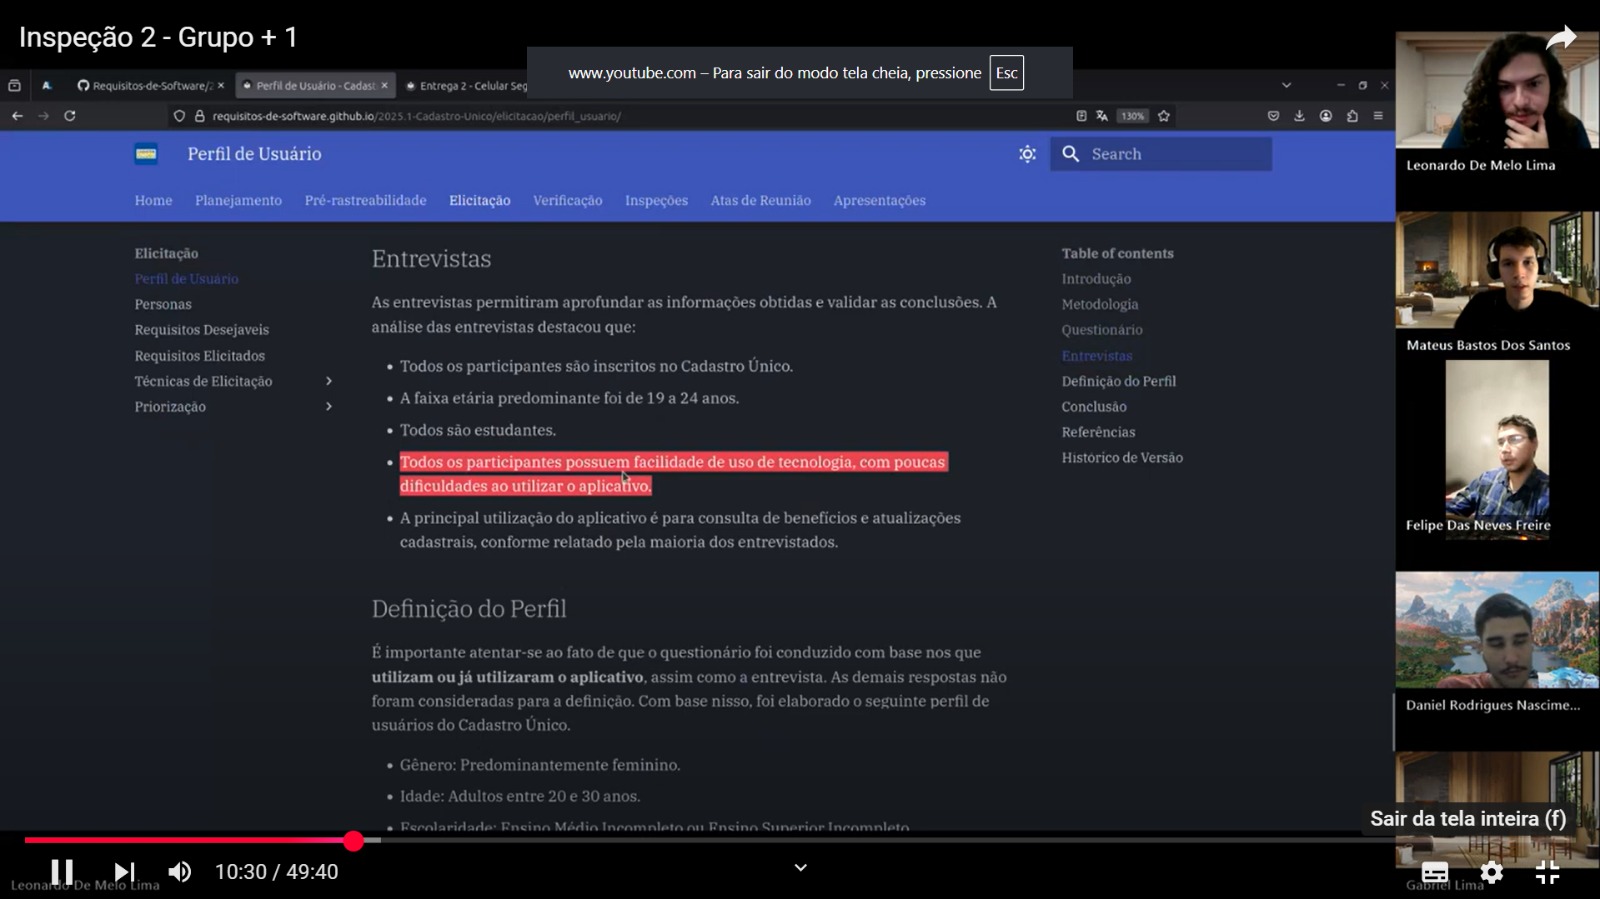 Inspeção 2 - Grupo + 1
www.youtube.com – Para sair do modo tela cheia, pressione Esc
Requisitos-de-Software/2
Perfil de Usuário - Cadast
Entrega 2 - Celular Seg
requisitos-de-software.github.io/2025.1-Cadastro-Unico/elicitacao/perfil_usuario/
130%
Perfil de Usuário
Search
Home Planejamento Pré-rastreabilidade Elicitação Verificação Inspeções Atas de Reunião Apresentações
Elicitação
Perfil de Usuário
Personas
Requisitos Desejaveis
Requisitos Elicitados
Técnicas de Elicitação
Priorização
Entrevistas
As entrevistas permitiram aprofundar as informações obtidas e validar as conclusões. A
análise das entrevistas destacou que:
• Todos os participantes são inscritos no Cadastro Único.
• A faixa etária predominante foi de 19 a 24 anos.
• Todos são estudantes.
• Todos os participantes possuem facilidade de uso de tecnologia, com poucas
dificuldades ao utilizar o aplicativo.
• A principal utilização do aplicativo é para consulta de benefícios e atualizações
cadastrais, conforme relatado pela maioria dos entrevistados.
Definição do Perfil
É importante atentar-se ao fato de que o questionário foi conduzido com base nos que
utilizam ou já utilizaram o aplicativo, assim como a entrevista. As demais respostas não
foram consideradas para a definição. Com base nisso, foi elaborado o seguinte perfil de
usuários do Cadastro Único.
• Gênero: Predominantemente feminino.
• Idade: Adultos entre 20 e 30 anos.
• Escolaridade: Ensino Médio Incompleto ou Ensino Superior Incompleto
Table of contents
Introdução
Metodologia
Questionário
Entrevistas
Definição do Perfil
Conclusão
Referências
Histórico de Versão
Leonardo De Melo Lima
Mateus Bastos Dos Santos
Felipe Das Neves Freire
Daniel Rodrigues Nascime...
Sair da tela inteira (f)
Gabriel Lima
10:30 / 49:40
Leonardo De Melo Lima